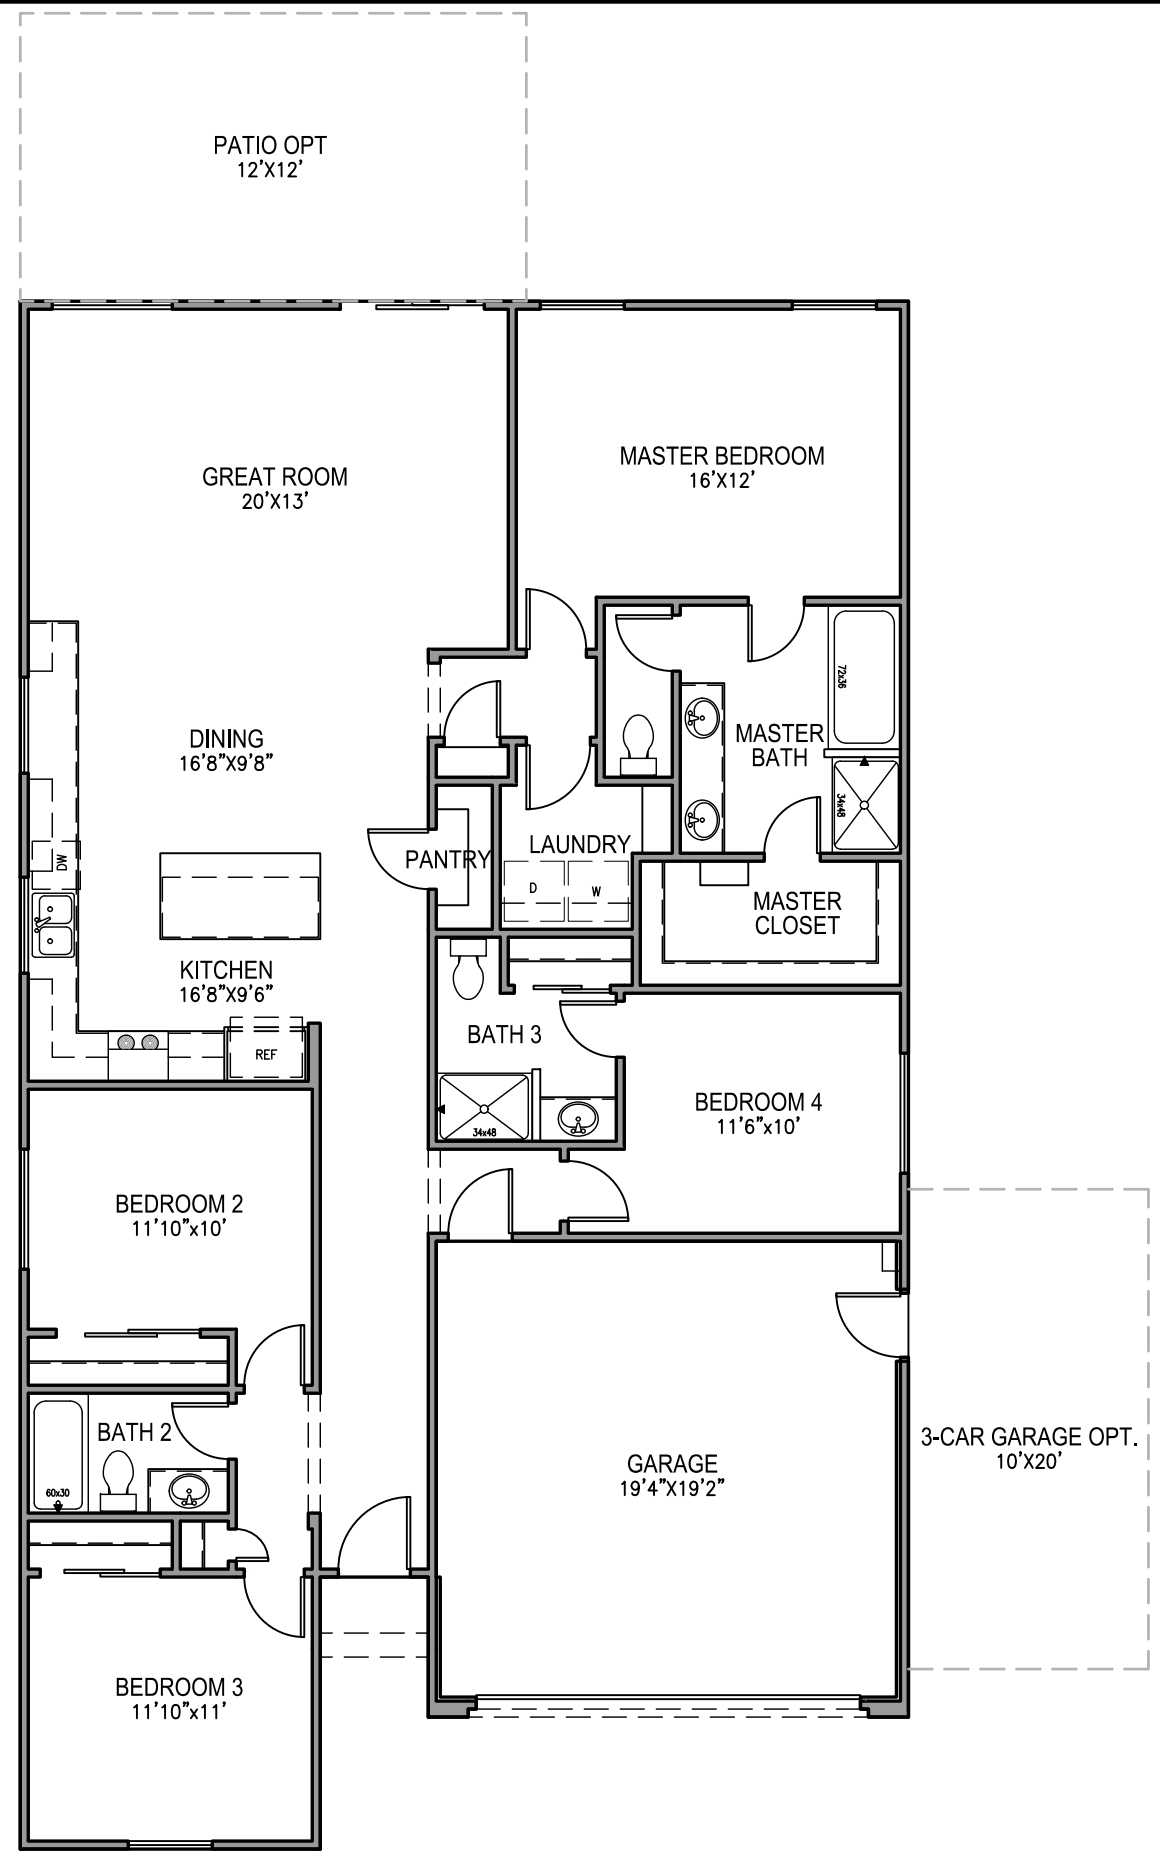 PATIO OPT
12'X12'
GREAT ROOM
20'X13'
MASTER BEDROOM
16'X12'
72x36
DINING
16'8"X9'8"
MASTER
BATH
34x48
DW
PANTRY
LAUNDRY
D
W
MASTER
CLOSET
KITCHEN
16'8"X9'6"
REF
BATH 3
34x48
BEDROOM 4
11'6"x10'
BEDROOM 2
11'10"x10'
BATH 2
60x30
GARAGE
19'4"X19'2"
3-CAR GARAGE OPT.
10'X20'
BEDROOM 3
11'10"x11'